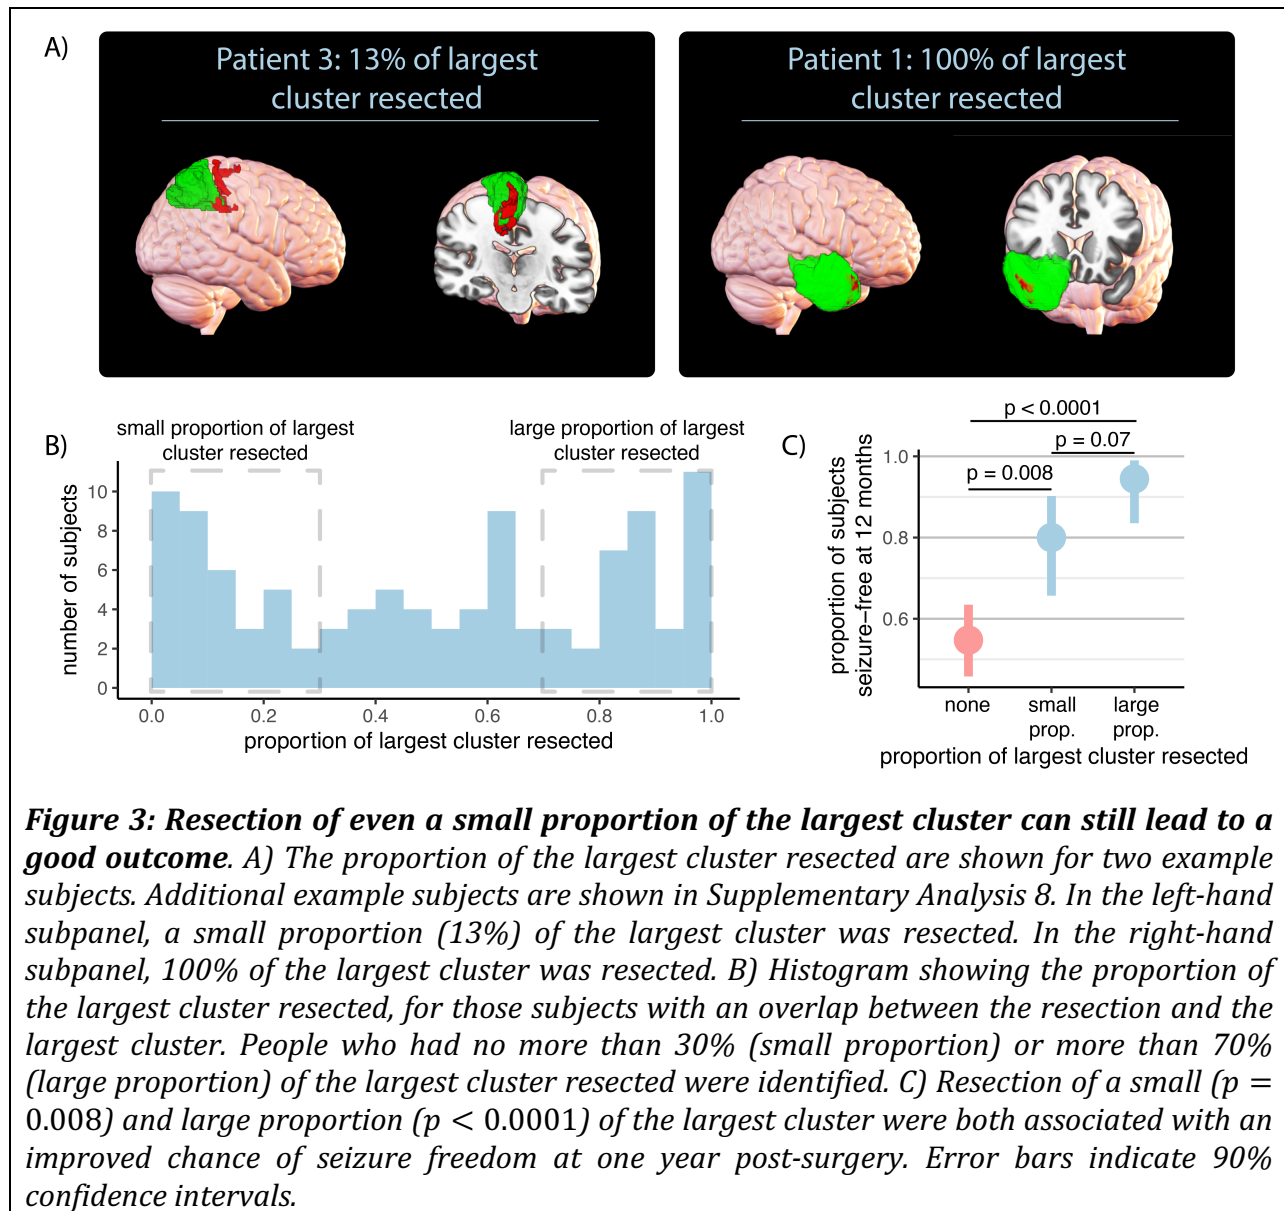 A)
Patient 3: 13% of largest
cluster resected
Patient 1: 100% of largest
cluster resected
B)
small proportion of largest
cluster resected
large proportion of largest
cluster resected
number of subjects
10
8
6
4
2
0
0.0
0.2
0.4
0.6
0.8
1.0
proportion of largest cluster resected
C)
p < 0.0001
p = 0.07
p = 0.008
proportion of subjects
seizure−free at 12 months
1.0
0.8
0.6
none
small
prop.
large
prop.
proportion of largest cluster resected
Figure 3: Resection of even a small proportion of the largest cluster can still lead to a
good outcome. A) The proportion of the largest cluster resected are shown for two example
subjects. Additional example subjects are shown in Supplementary Analysis 8. In the left-hand
subpanel, a small proportion (13%) of the largest cluster was resected. In the right-hand
subpanel, 100% of the largest cluster was resected. B) Histogram showing the proportion of
the largest cluster resected, for those subjects with an overlap between the resection and the
largest cluster. People who had no more than 30% (small proportion) or more than 70%
(large proportion) of the largest cluster resected were identified. C) Resection of a small (p =
0.008) and large proportion (p < 0.0001) of the largest cluster were both associated with an
improved chance of seizure freedom at one year post-surgery. Error bars indicate 90%
confidence intervals.